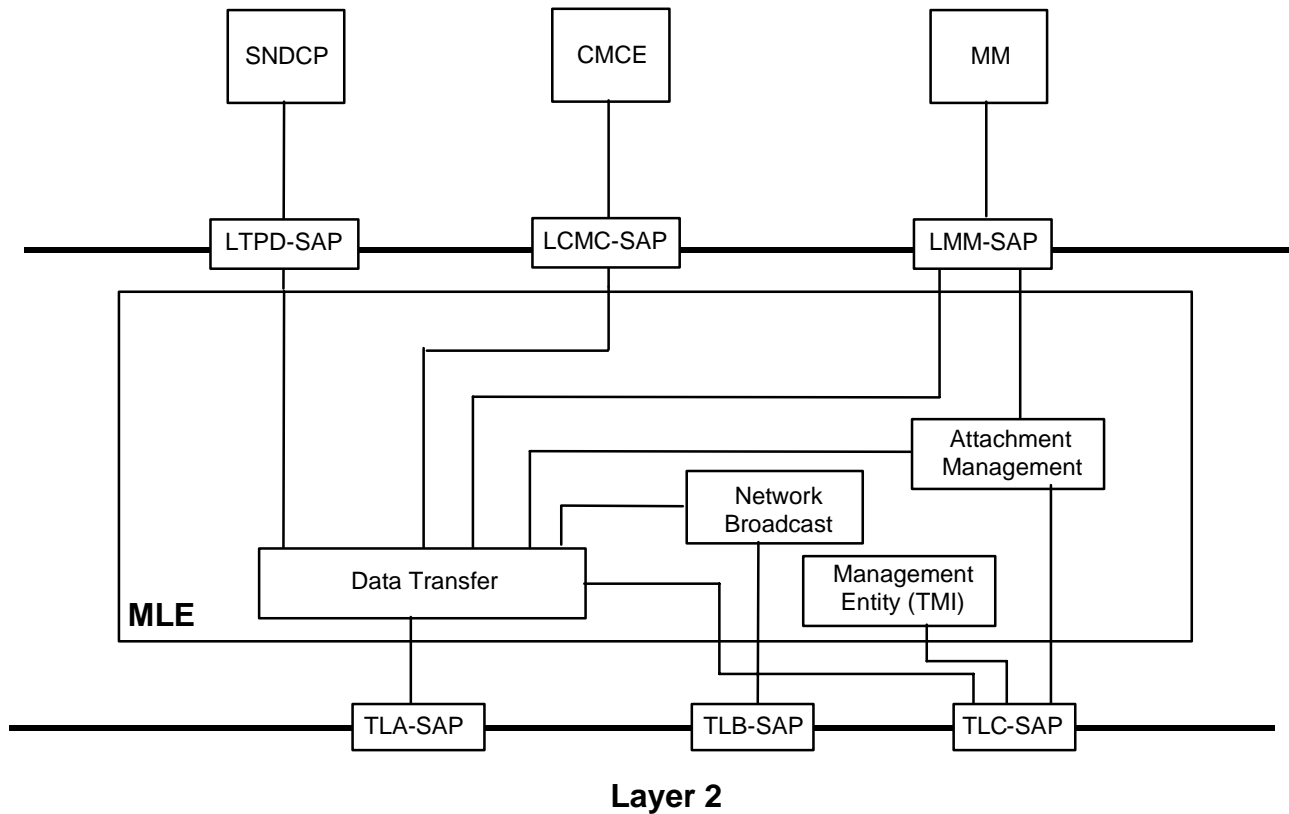 SNDCP
CMCE
MM
LTPD-SAP
LCMC-SAP
LMM-SAP
Attachment
Management
Network
Broadcast
Data Transfer
Management
Entity (TMI)
MLE
TLA-SAP
TLB-SAP
TLC-SAP
Layer 2